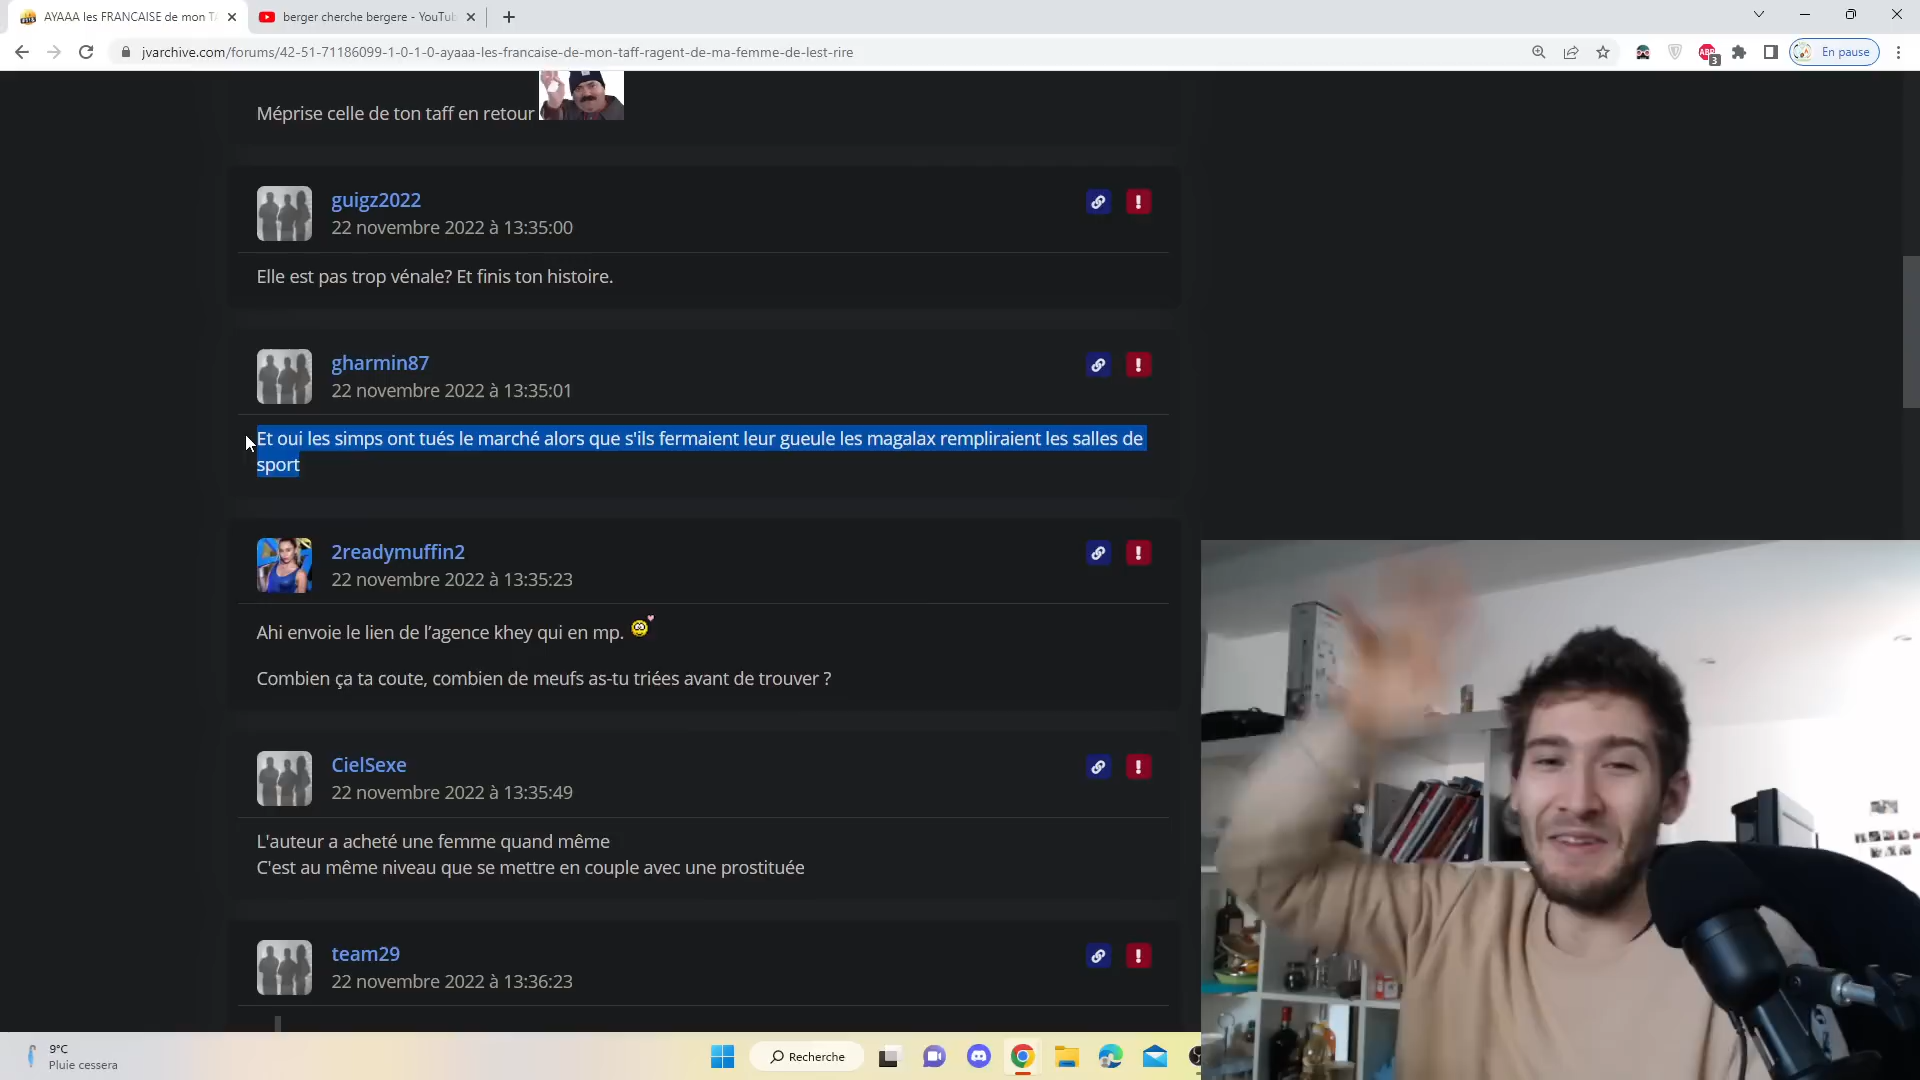 AYAAA les FRANCAISE de mon TA
berger cherche bergere - YouTub
jvarchive.com/forums/42-51-71186099-1-0-1-0-ayaaa-les-francaise-de-mon-taff-ragent-de-ma-femme-de-lest-rire
ABP
3
En pause
Méprise celle de ton taff en retour
guigz2022
22 novembre 2022 à 13:35:00
Elle est pas trop vénale? Et finis ton histoire.
gharmin87
22 novembre 2022 à 13:35:01
Et oui les simps ont tués le marché alors que s'ils fermaient leur gueule les magalax rempliraient les salles de
sport
2readymuffin2
22 novembre 2022 à 13:35:23
Ahi envoie le lien de l’agence khey qui en mp.
Combien ça ta coute, combien de meufs as-tu triées avant de trouver ?
CielSexe
22 novembre 2022 à 13:35:49
L'auteur a acheté une femme quand même
C'est au même niveau que se mettre en couple avec une prostituée
team29
22 novembre 2022 à 13:36:23
9°C
Pluie cessera
Recherche